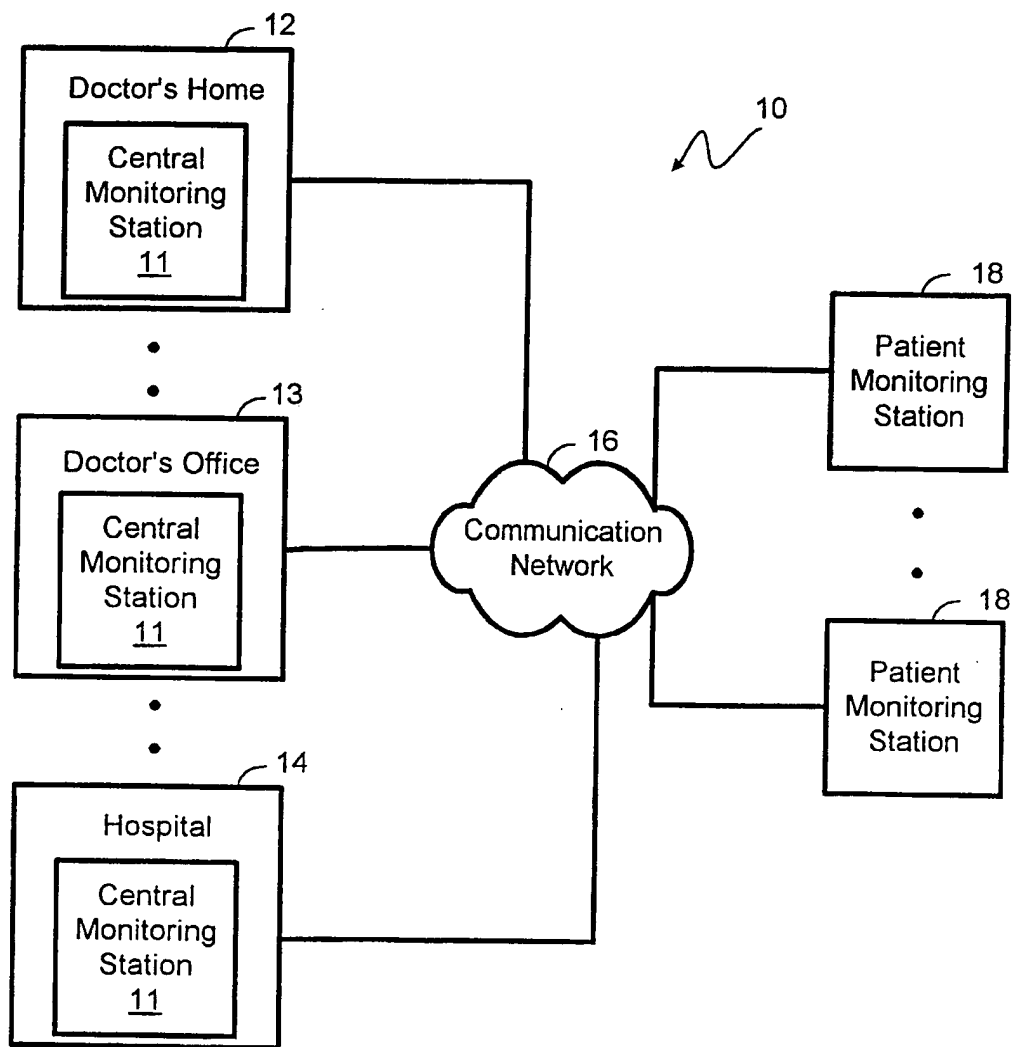 12
Doctor's Home
Central
Monitoring
Station
11
10
13
Doctor's Office
Central
Monitoring
Station
11
14
Hospital
Central
Monitoring
Station
11
16
Communication
Network
18
Patient
Monitoring
Station
18
Patient
Monitoring
Station